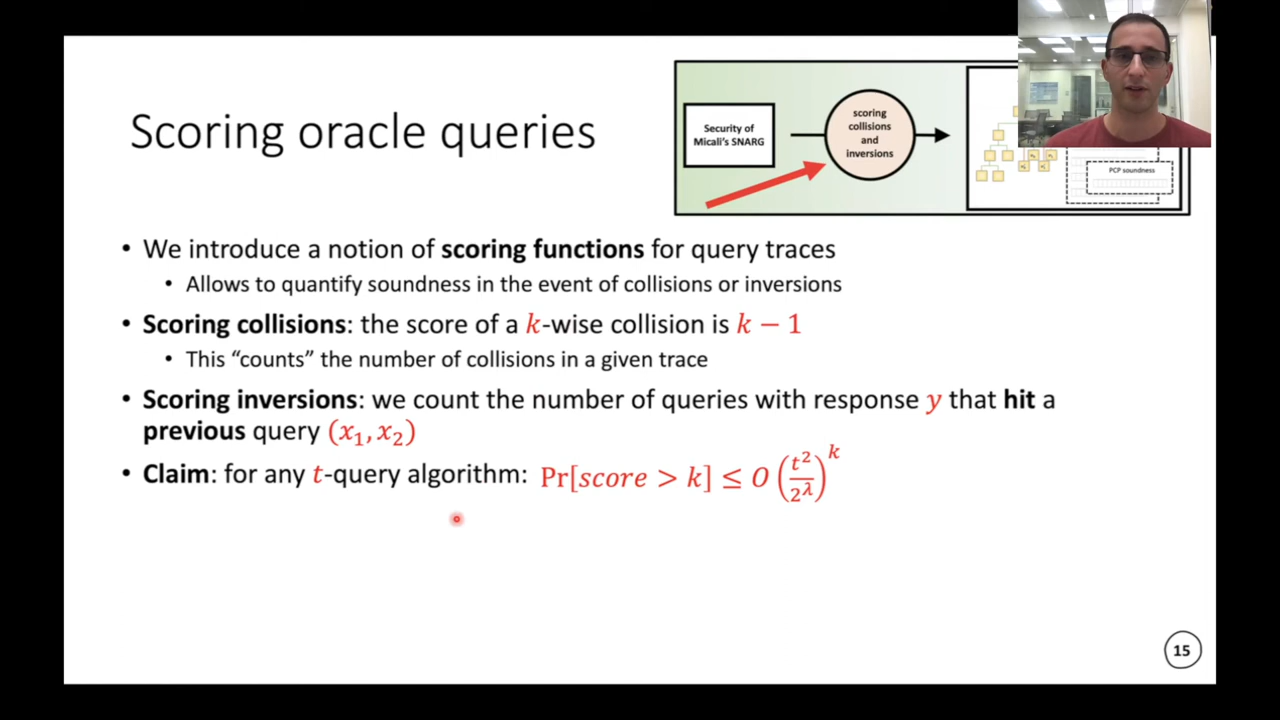 Scoring oracle queries
Security of
Micali's SNARG
scoring
collisions
and
inversions
PCP soundness
• We introduce a notion of scoring functions for query traces
• Allows to quantify soundness in the event of collisions or inversions
• Scoring collisions: the score of a k-wise collision is k − 1
• This “counts” the number of collisions in a given trace
• Scoring inversions: we count the number of queries with response y that hit a
previous query (x₁, x₂)
• Claim: for any t-query algorithm: Pr[score > k] ≤ O(t²/2^λ)^k
15